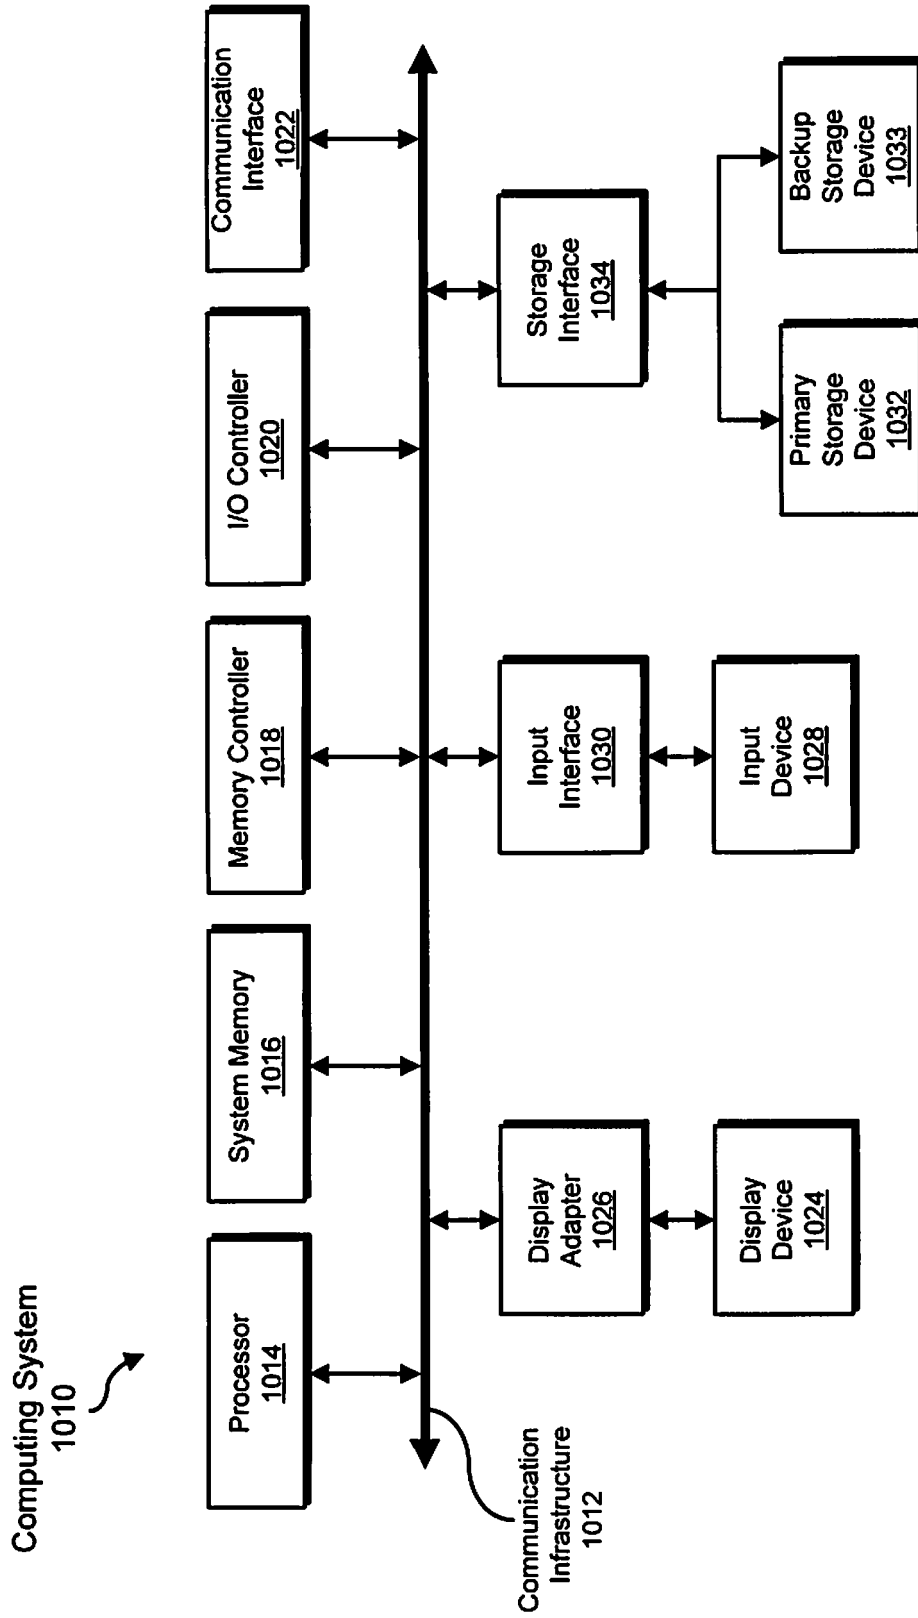 Computing System
1010
Processor
1014
System Memory
1016
Memory Controller
1018
I/O Controller
1020
Communication
Interface
1022
Communication
Infrastructure
1012
Display
Adapter
1026
Input
Interface
1030
Storage
Interface
1034
Display
Device
1024
Input
Device
1028
Primary
Storage
Device
1032
Backup
Storage
Device
1033